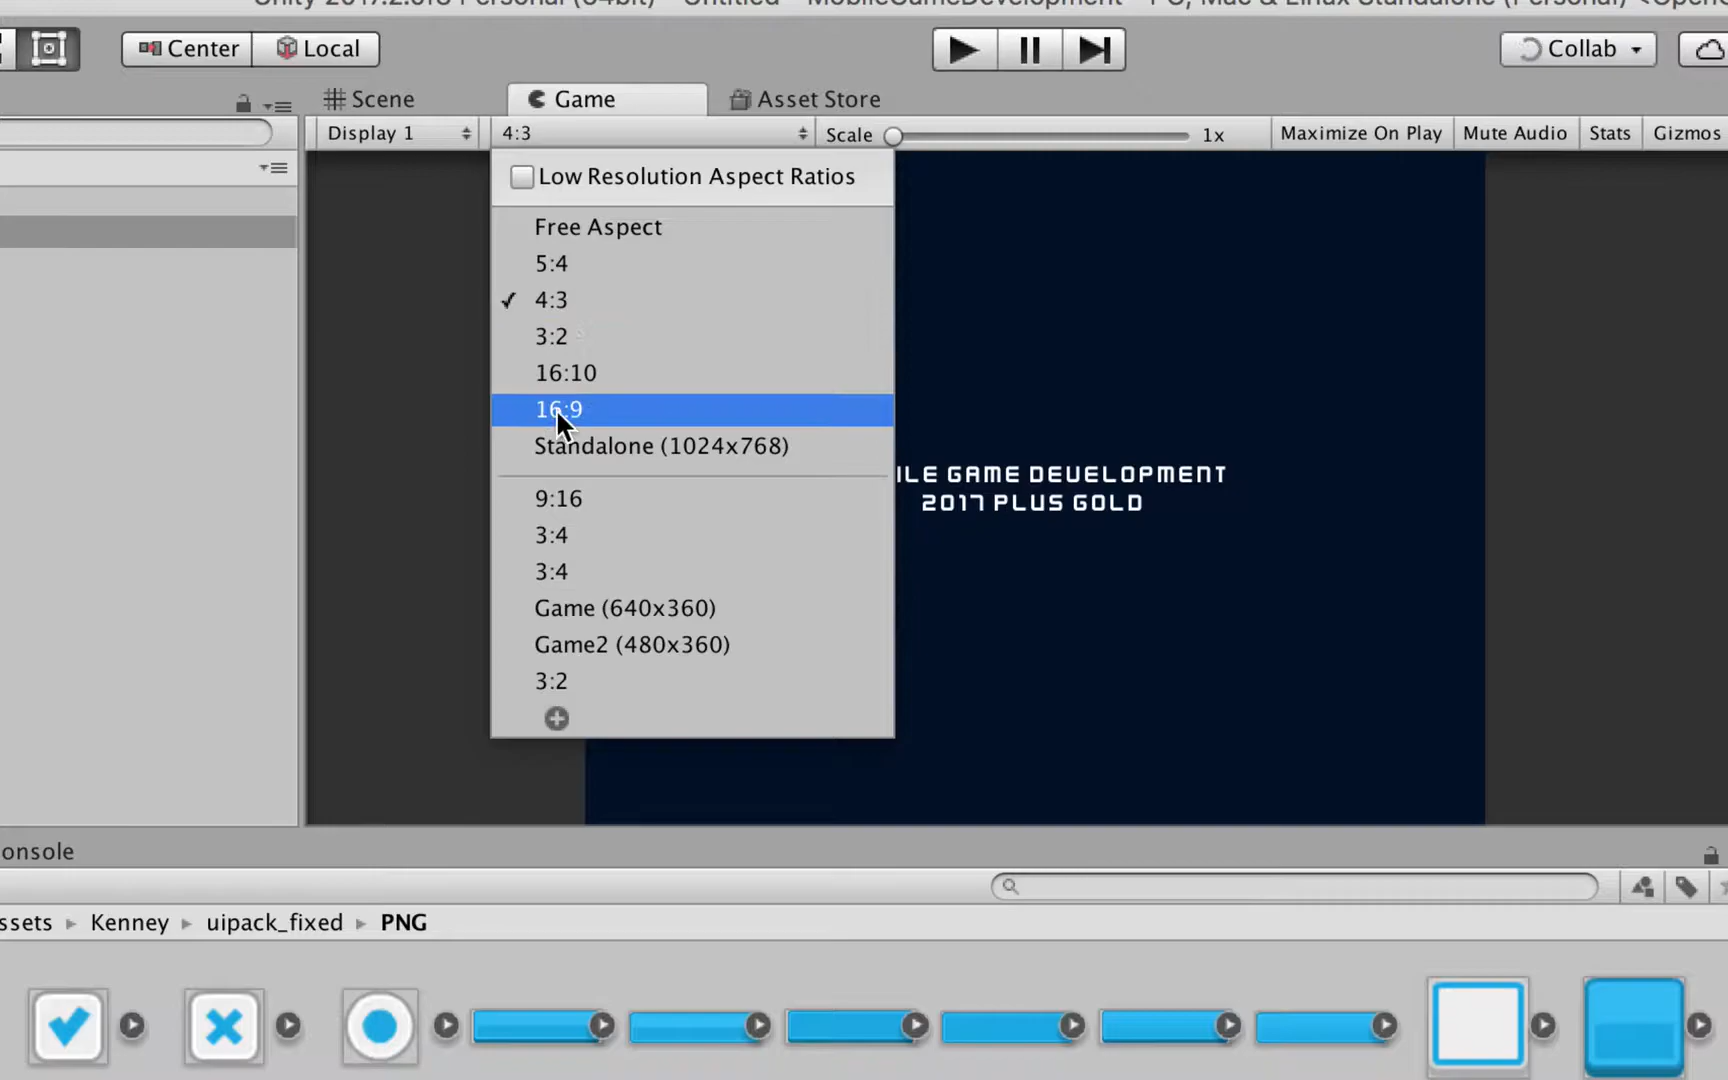 Center Local Collab
Scene Game Asset Store
Display 1 4:3 Scale 1x Maximize On Play Mute Audio Stats Gizmos
Low Resolution Aspect Ratios
Free Aspect
5:4
✓ 4:3
3:2
16:10
16:9
Standalone (1024x768)
9:16
3:4
3:4
Game (640x360)
Game2 (480x360)
3:2
ILE GAME DEVELOPMENT
2017 PLUS GOLD
onsole
ssets ▸ Kenney ▸ uipack_fixed ▸ PNG